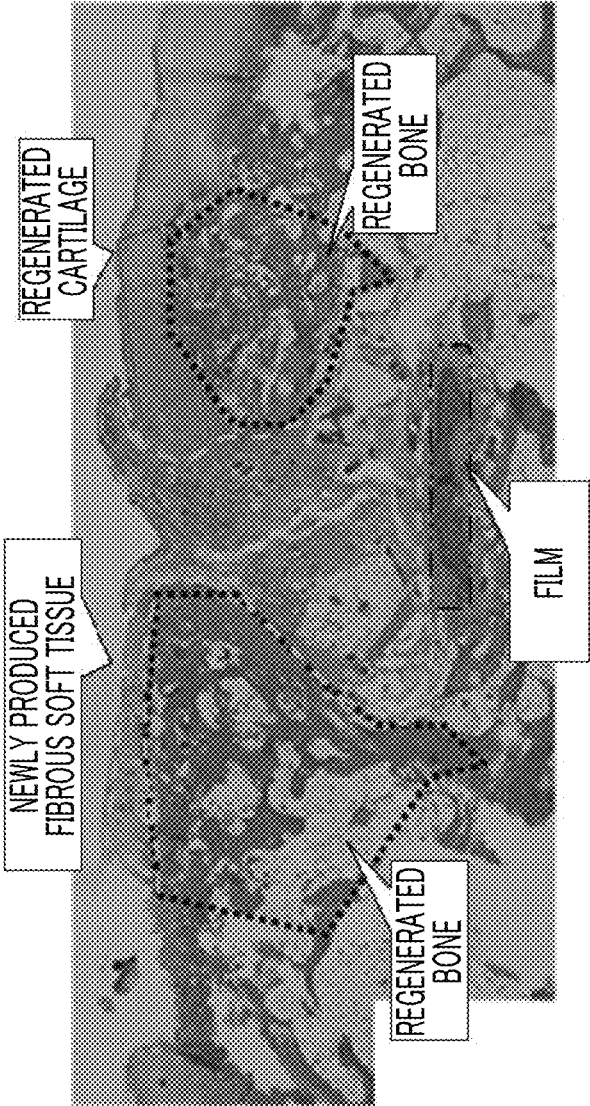 NEWLY PRODUCED
FIBROUS SOFT TISSUE
REGENERATED
CARTILAGE
REGENERATED
BONE
REGENERATED
BONE
FILM